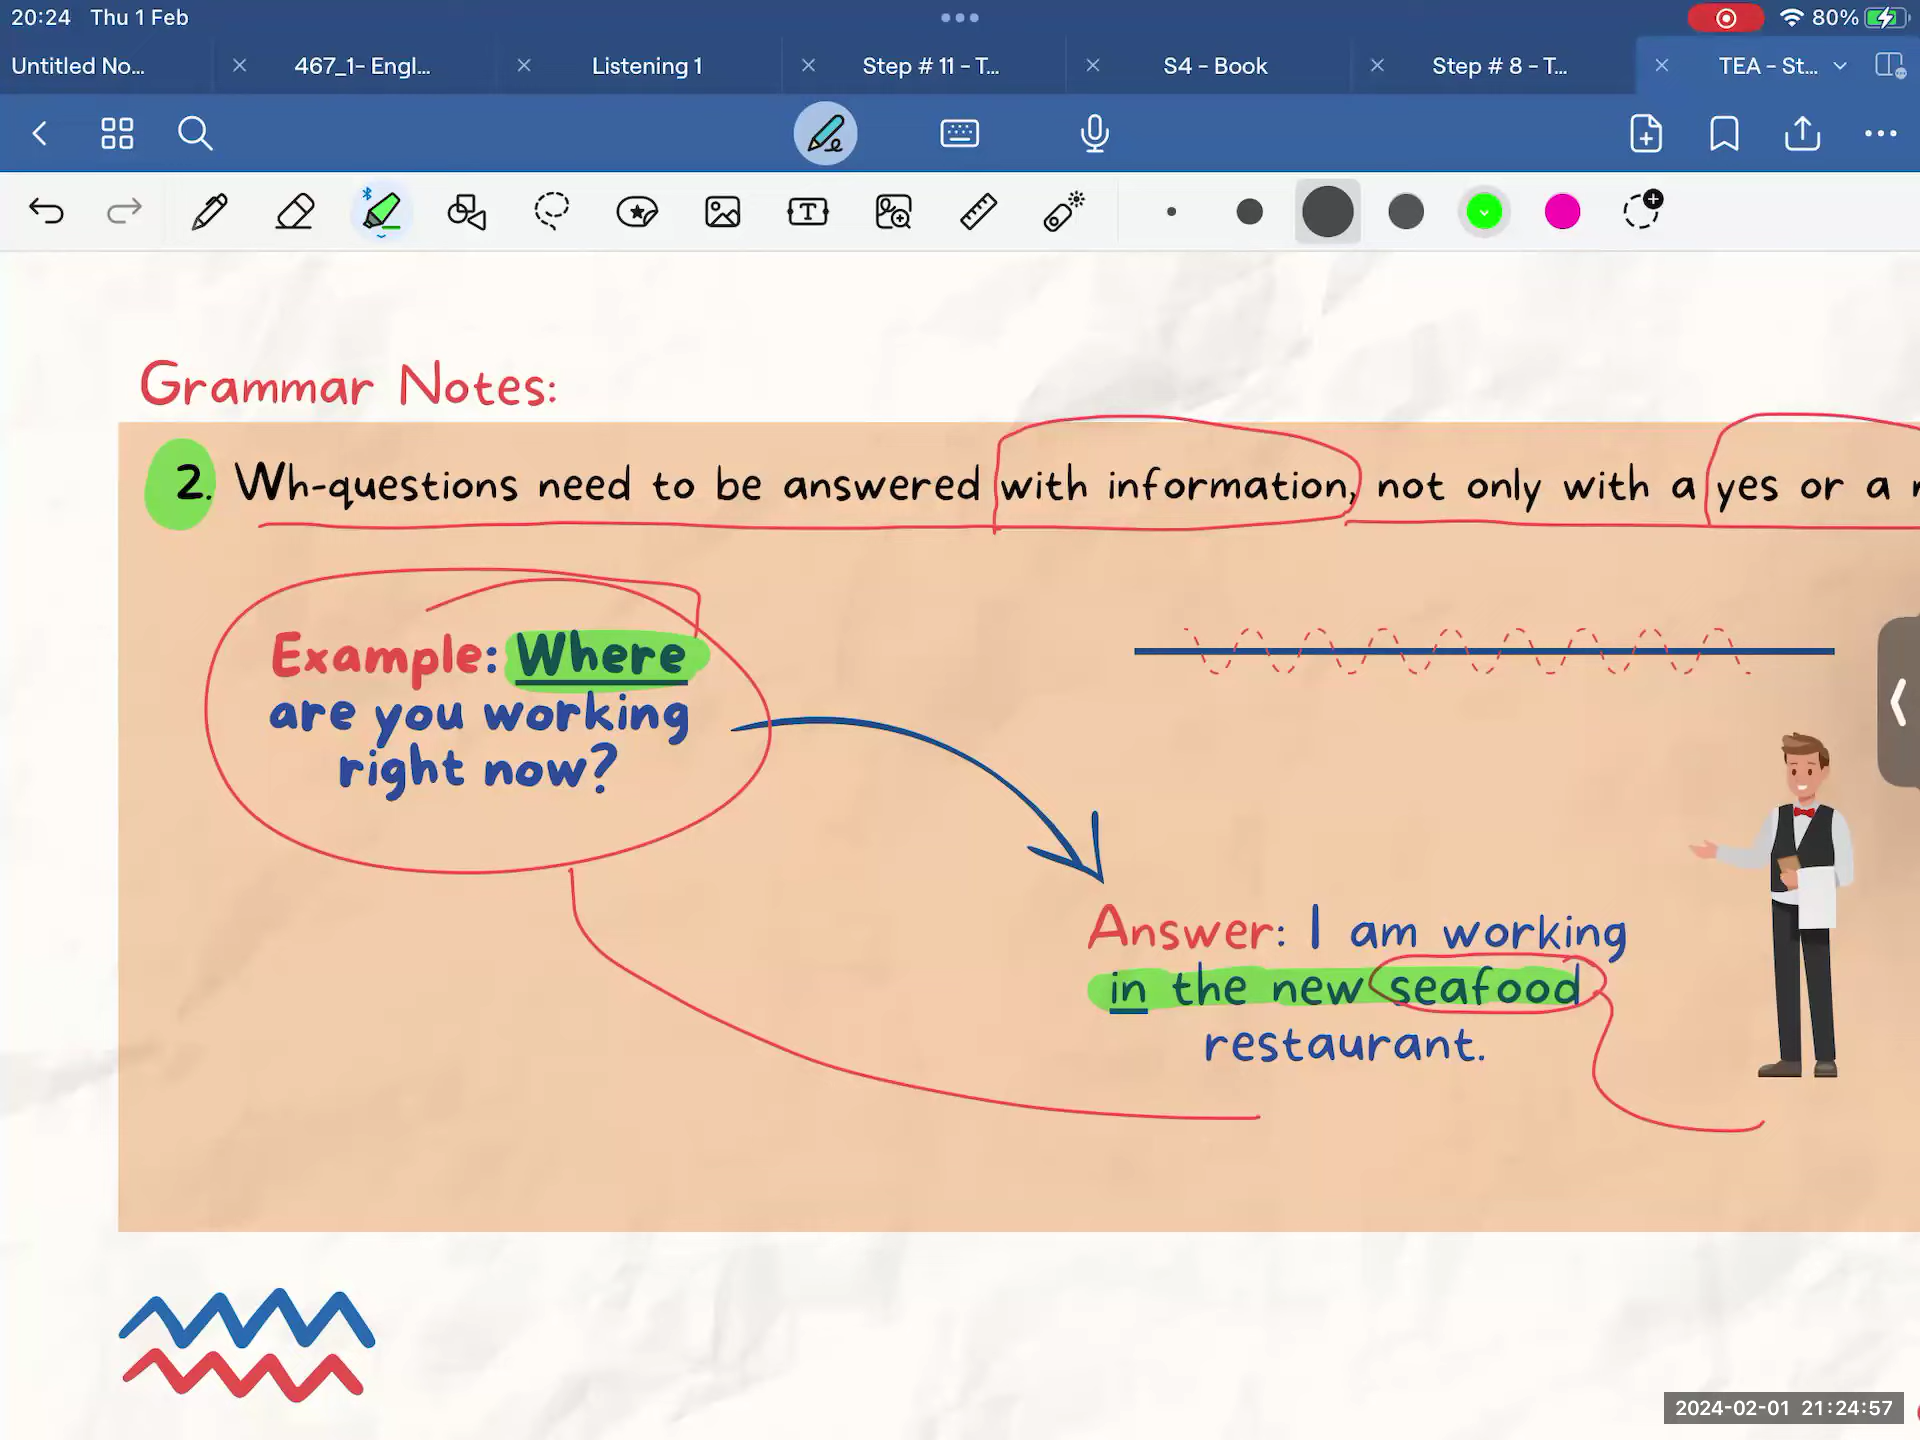 20:24 Thu 1 Feb
80%
Untitled No... 467_1- Engl... Listening 1 Step # 11 - T... S4 - Book Step # 8 - T... TEA - St...
Grammar Notes:
2. Wh-questions need to be answered with information, not only with a yes or a
Example: Where
are you working
right now?
Answer: I am working
in the new seafood
restaurant.
2024-02-01 21:24:57